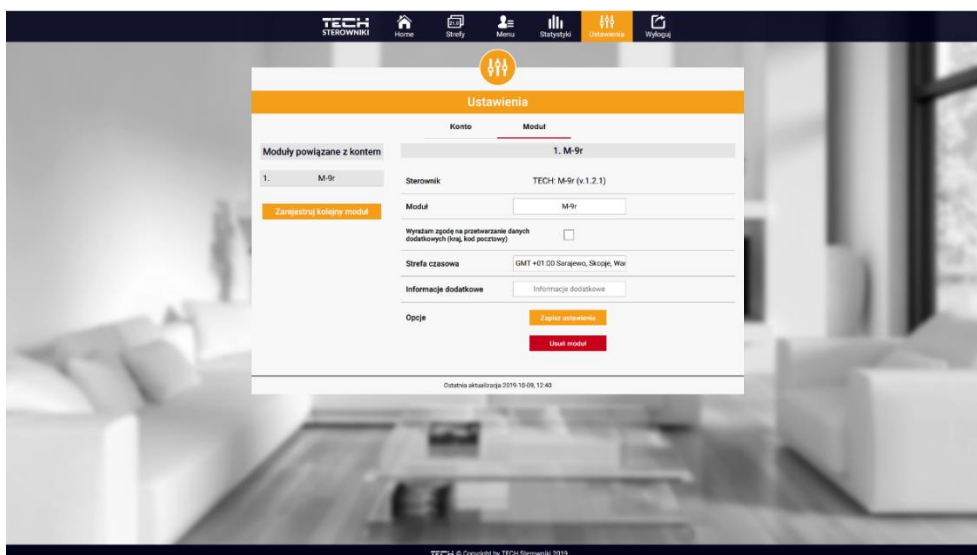 TECH
STEROWNIKI
Home
Strefy
Menu
Statystyki
Ustawienia
Wyloguj
Ustawienia
Konto
Moduł
Moduły powiązane z kontem
1. M-9r
Zarejestruj kolejny moduł
1. M-9r
Sterownik TECH: M-9r (v.1.2.1)
Moduł M-9r
Wyrażam zgodę na przetwarzanie danych
dodatkowych (kraj, kod pocztowy)
Strefa czasowa GMT +01:00 Sarajewo, Skopje, War
Informacje dodatkowe Informacje dodatkowe
Opcje Zapisz ustawienia
Usuń moduł
Ostatnia aktualizacja 2019-10-09, 12:40
TECH © Copyright by TECH Sterowniki 2019